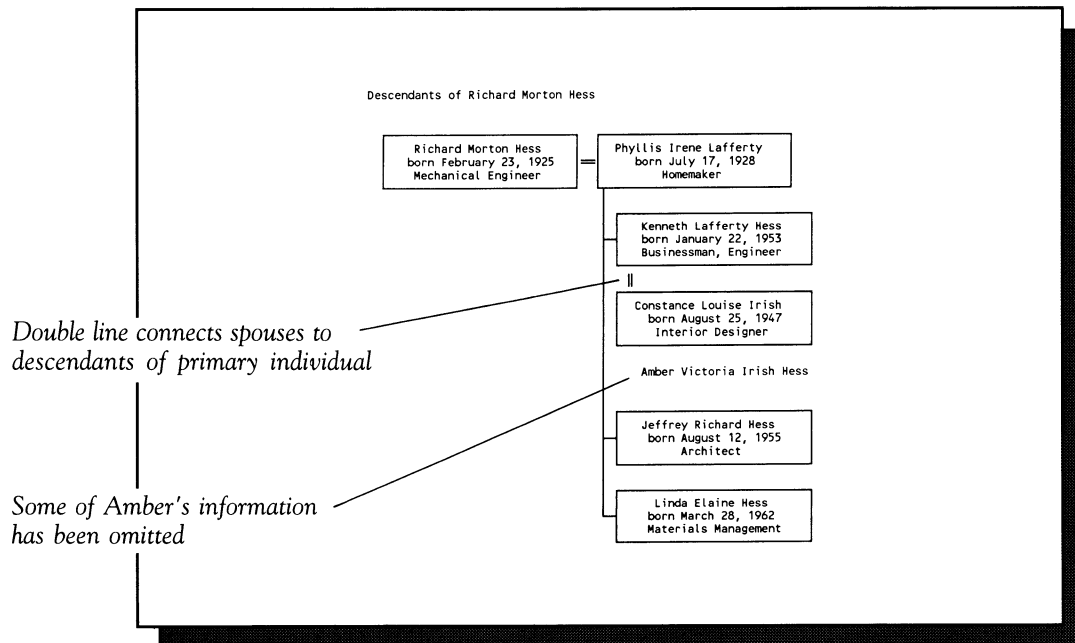 Descendants of Richard Morton Hess
Richard Morton Hess
born February 23, 1925
Mechanical Engineer
Phyllis Irene Lafferty
born July 17, 1928
Homemaker
Kenneth Lafferty Hess
born January 22, 1953
Businessman, Engineer
Constance Louise Irish
born August 25, 1947
Interior Designer
Double line connects spouses to
descendants of primary individual
Amber Victoria Irish Hess
Jeffrey Richard Hess
born August 12, 1955
Architect
Some of Amber's information
has been omitted
Linda Elaine Hess
born March 28, 1962
Materials Management